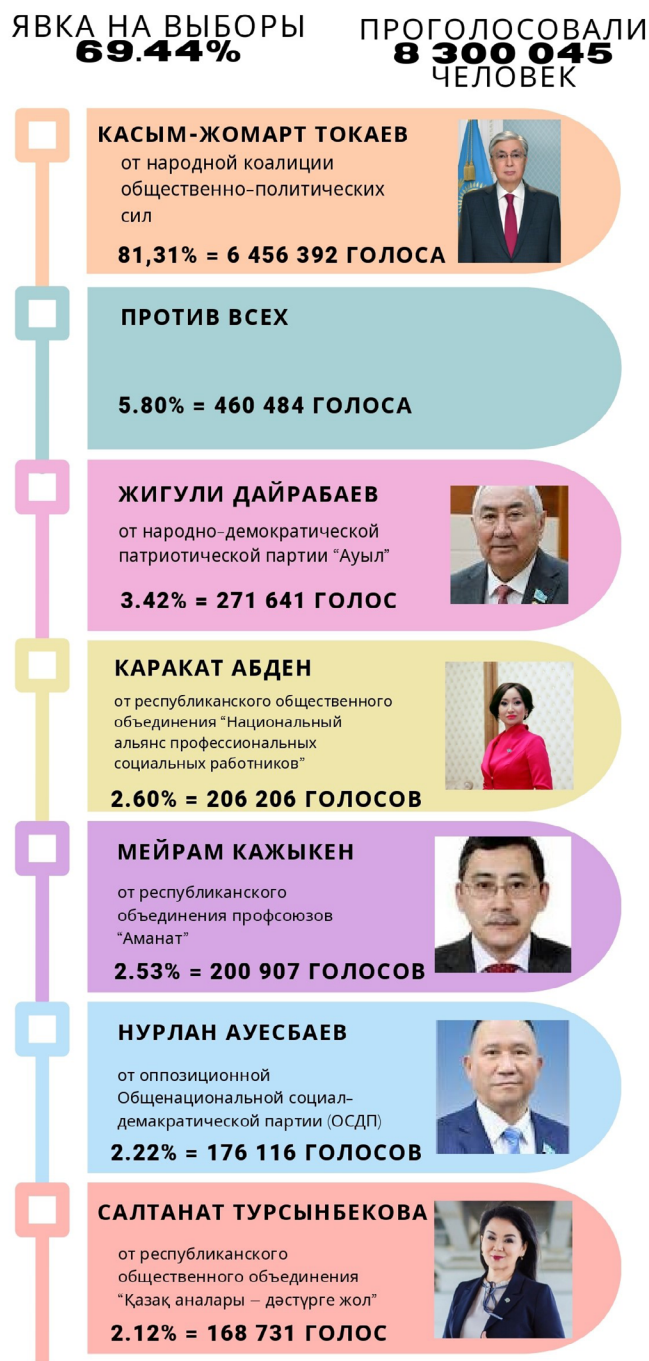 ЯВКА НА ВЫБОРЫ
69.44%
ПРОГОЛОСОВАЛИ
8 300 045
ЧЕЛОВЕК
КАСЫМ-ЖОМАРТ ТОКАЕВ
от народной коалиции
общественно-политических
сил
81,31% = 6 456 392 ГОЛОСА
ПРОТИВ ВСЕХ
5.80% = 460 484 ГОЛОСА
ЖИГУЛИ ДАЙРАБАЕВ
от народно-демократической
патриотической партии “Ауыл”
3.42% = 271 641 ГОЛОС
КАРАКАТ АБДЕН
от республиканского общественного
объединения “Национальный
альянс профессиональных
социальных работников”
2.60% = 206 206 ГОЛОСОВ
МЕЙРАМ КАЖЫКЕН
от республиканского
объединения профсоюзов
“Аманат”
2.53% = 200 907 ГОЛОСОВ
НУРЛАН АУЕСБАЕВ
от оппозиционной
Общенациональной социал-
демакратической партии (ОСДП)
2.22% = 176 116 ГОЛОСОВ
САЛТАНАТ ТУРСЫНБЕКОВА
от республиканского
общественного объединения
“Қазақ аналары – дәстүрге жол”
2.12% = 168 731 ГОЛОС